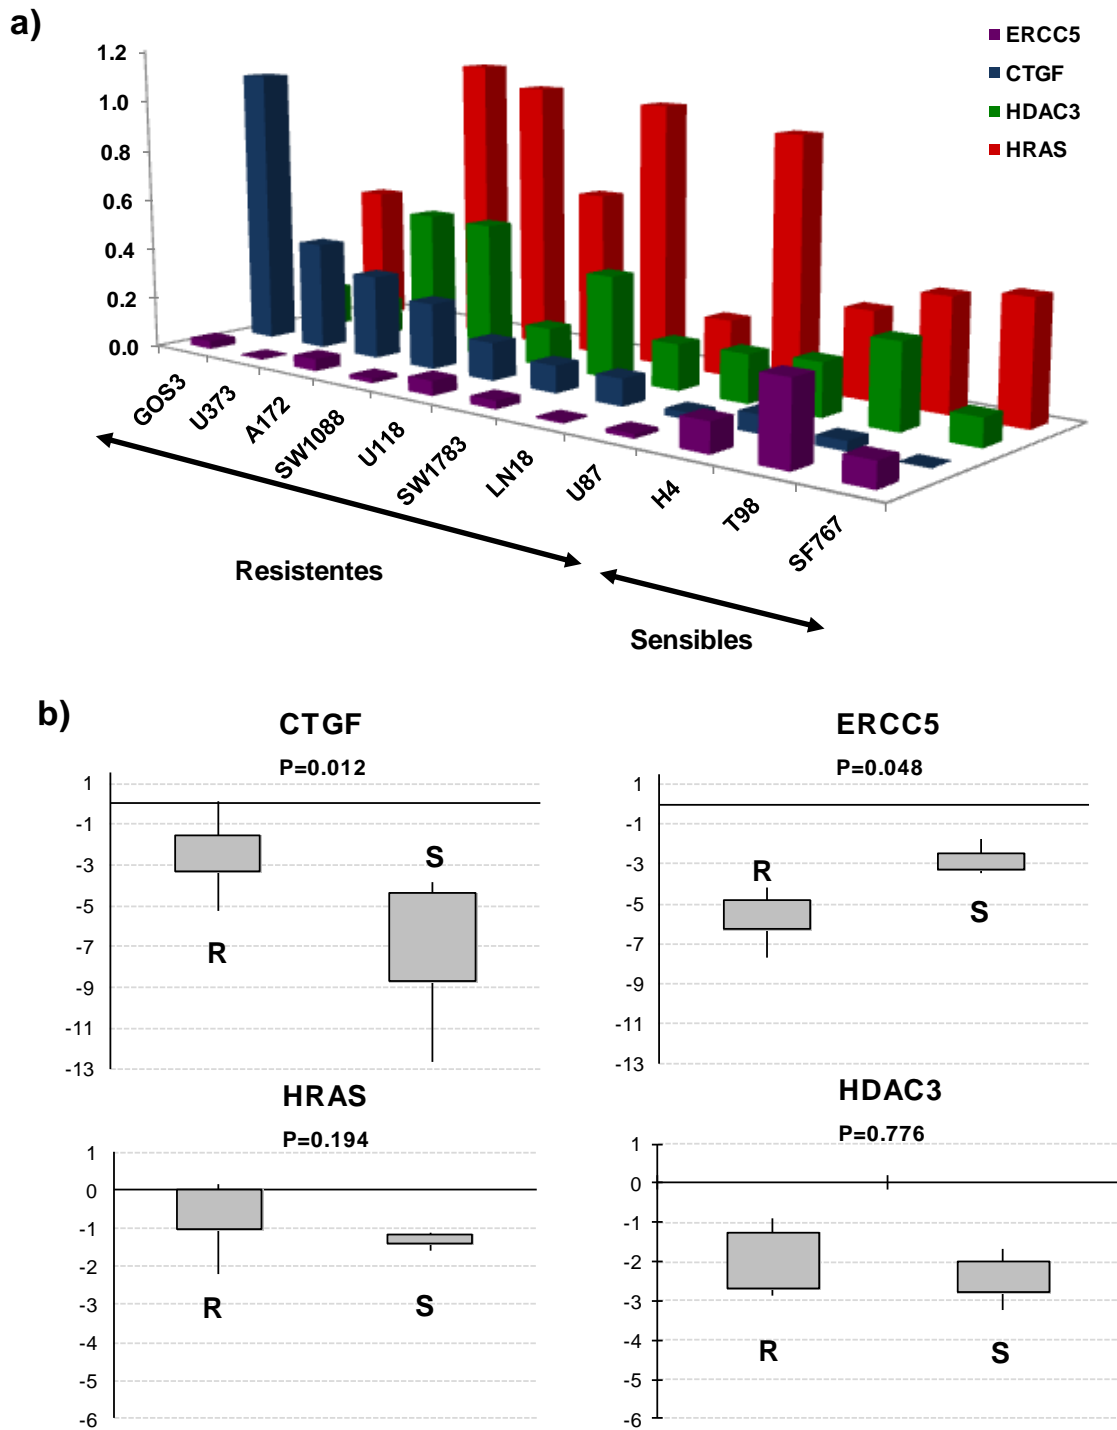 a)
ERCC5
CTGF
HDAC3
HRAS
1.2
1.0
0.8
0.6
0.4
0.2
0.0
GOS3
U373
A172
SW1088
U118
SW1783
LN18
U87
H4
T98
SF767
Resistentes
Sensibles
b)
CTGF
P=0.012
1
-1
-3
-5
-7
-9
-11
-13
R
S
ERCC5
P=0.048
1
-1
-3
-5
-7
-9
-11
-13
R
S
HRAS
P=0.194
1
0
-1
-2
-3
-4
-5
-6
R
S
HDAC3
P=0.776
1
0
-1
-2
-3
-4
-5
-6
R
S